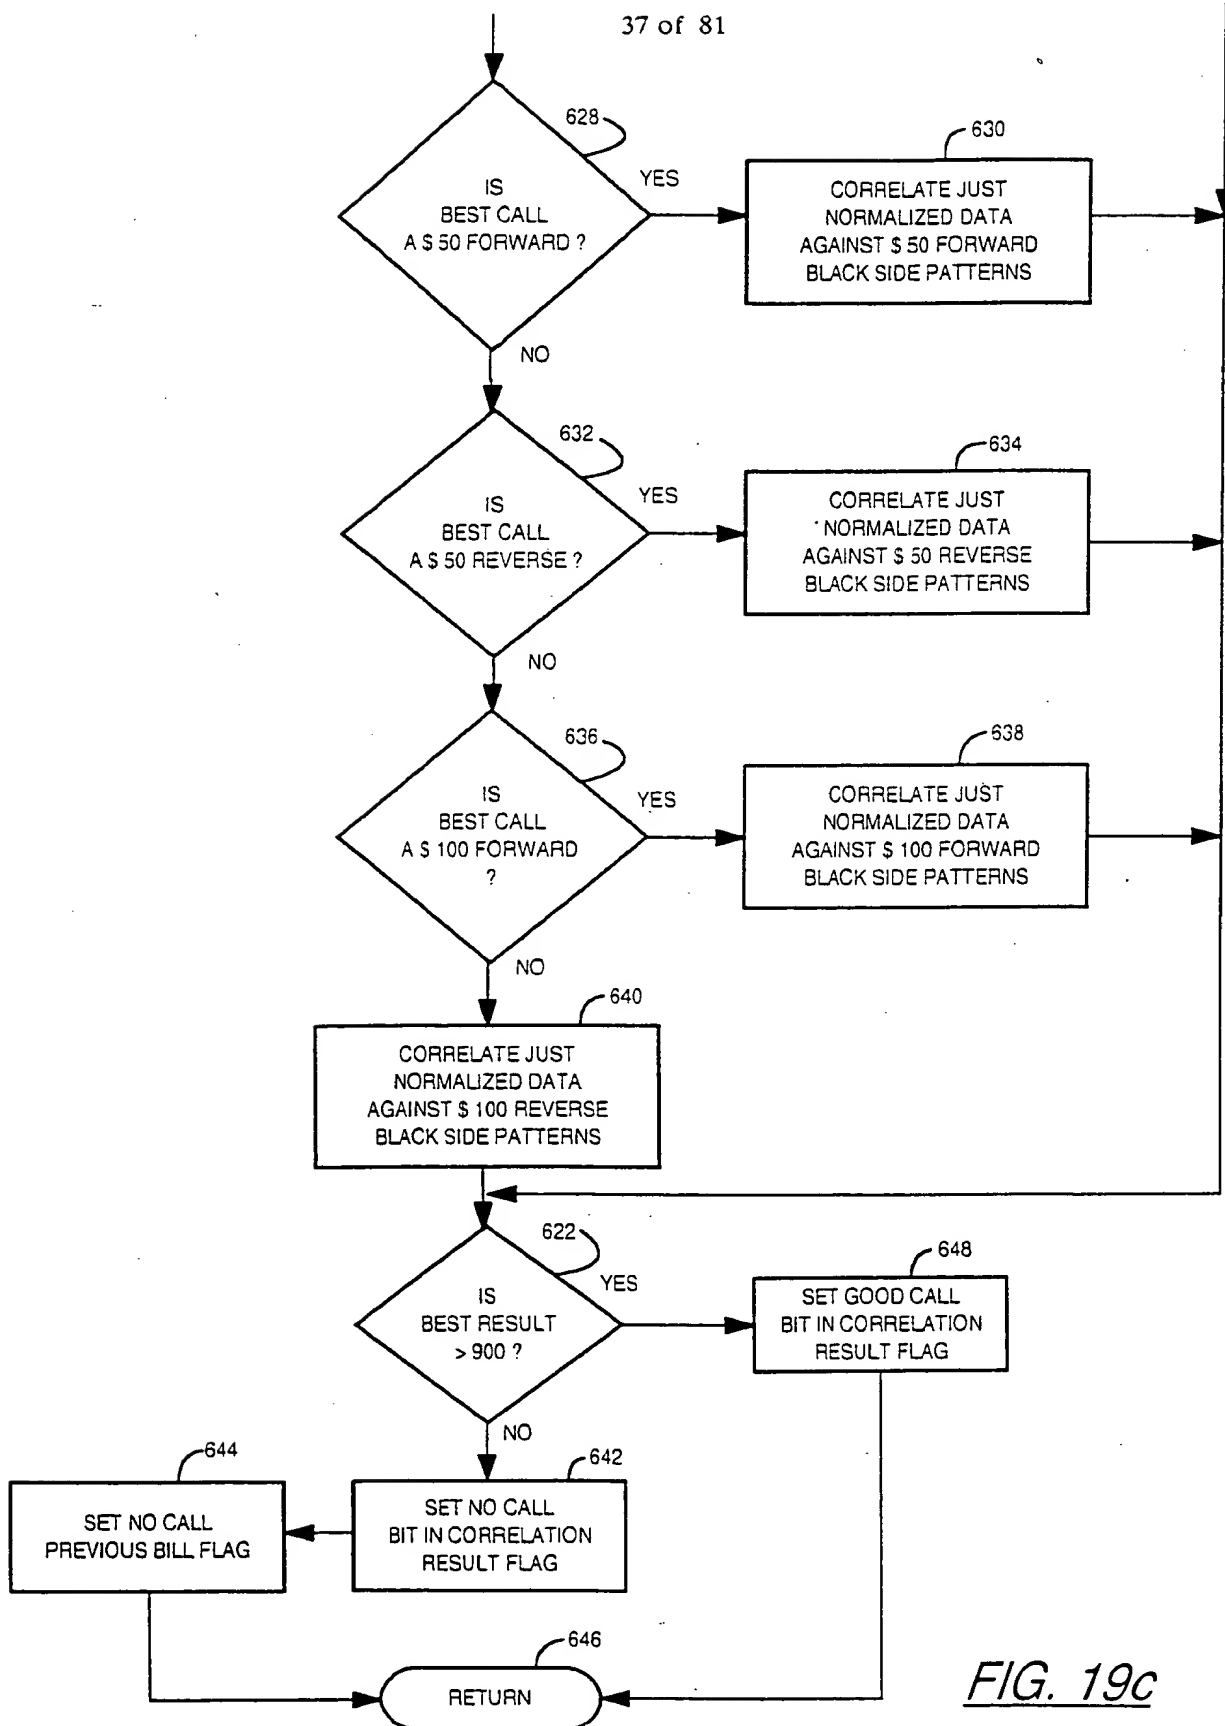 37 of 81
628
IS
BEST CALL
A $ 50 FORWARD ?
YES
630
CORRELATE JUST
NORMALIZED DATA
AGAINST $ 50 FORWARD
BLACK SIDE PATTERNS
NO
632
IS
BEST CALL
A $ 50 REVERSE ?
YES
634
CORRELATE JUST
NORMALIZED DATA
AGAINST $ 50 REVERSE
BLACK SIDE PATTERNS
NO
636
IS
BEST CALL
A $ 100 FORWARD
?
YES
638
CORRELATE JUST
NORMALIZED DATA
AGAINST $ 100 FORWARD
BLACK SIDE PATTERNS
NO
640
CORRELATE JUST
NORMALIZED DATA
AGAINST $ 100 REVERSE
BLACK SIDE PATTERNS
622
IS
BEST RESULT
> 900 ?
YES
648
SET GOOD CALL
BIT IN CORRELATION
RESULT FLAG
NO
644
SET NO CALL
PREVIOUS BILL FLAG
642
SET NO CALL
BIT IN CORRELATION
RESULT FLAG
646
RETURN
FIG. 19c